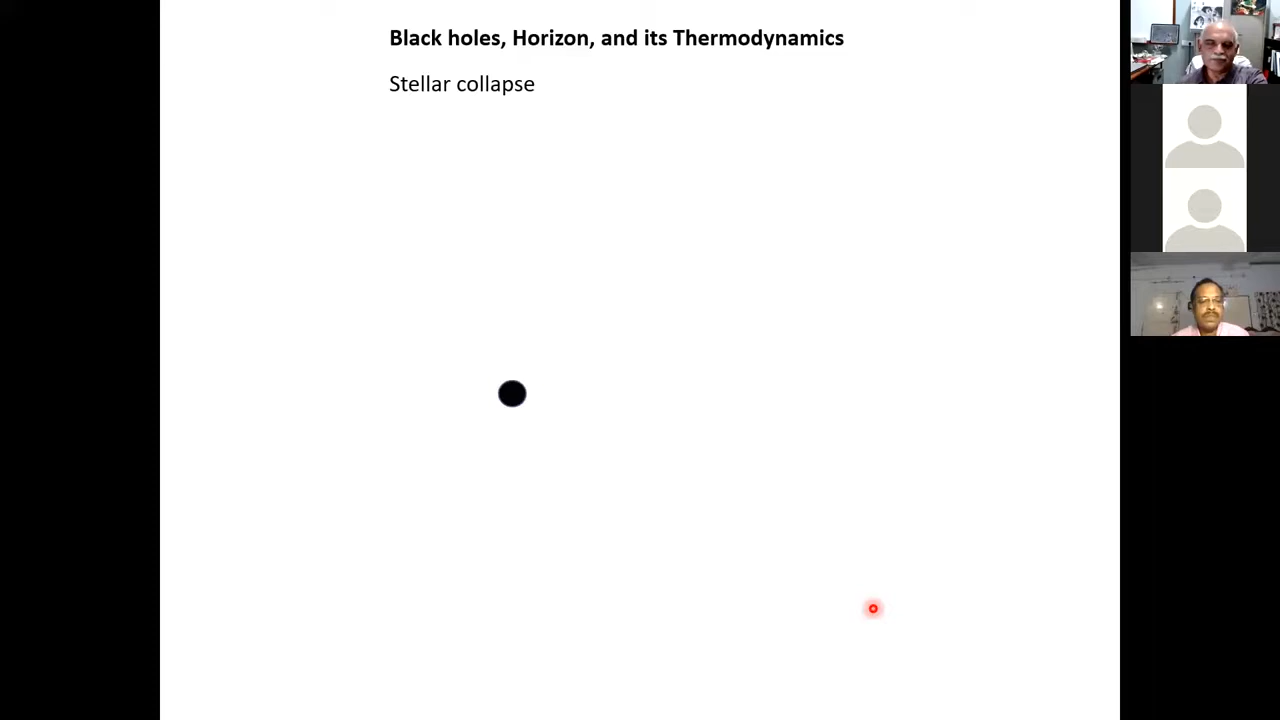 Black holes, Horizon, and its Thermodynamics
Stellar collapse